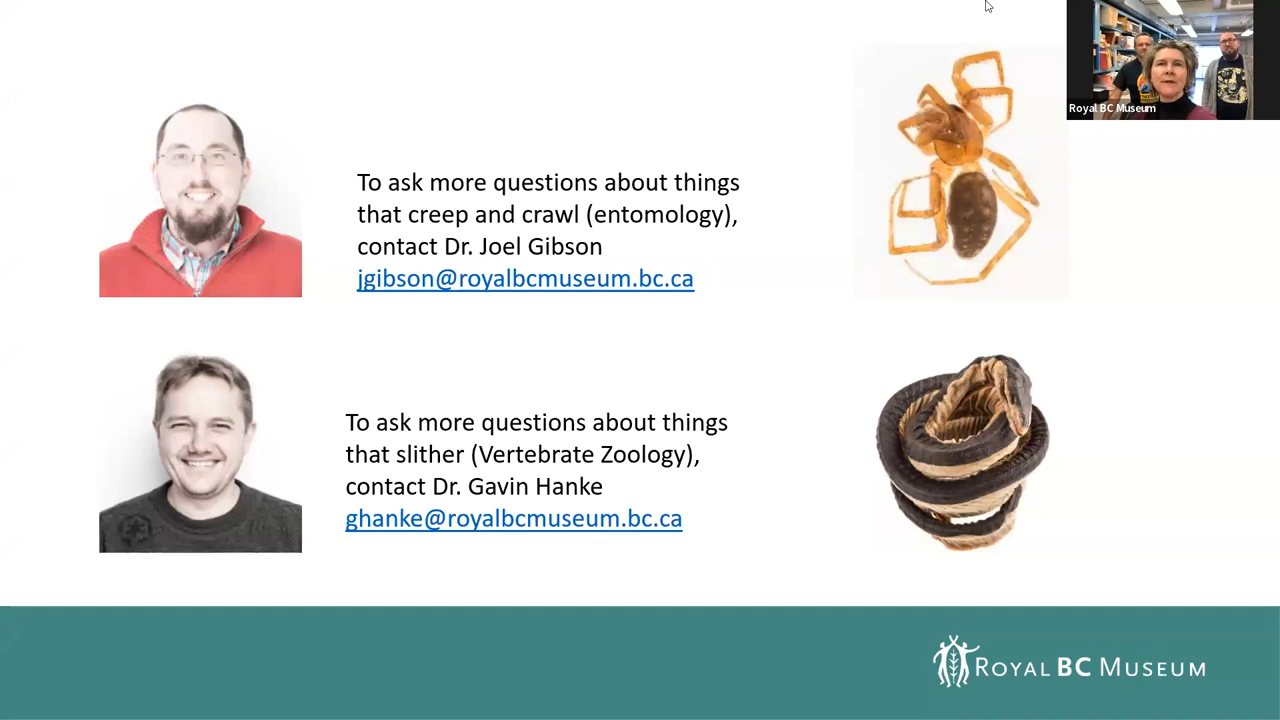 Royal BC Museum
To ask more questions about things
that creep and crawl (entomology),
contact Dr. Joel Gibson
jgibson@royalbcmuseum.bc.ca
To ask more questions about things
that slither (Vertebrate Zoology),
contact Dr. Gavin Hanke
ghanke@royalbcmuseum.bc.ca
ROYAL BC MUSEUM